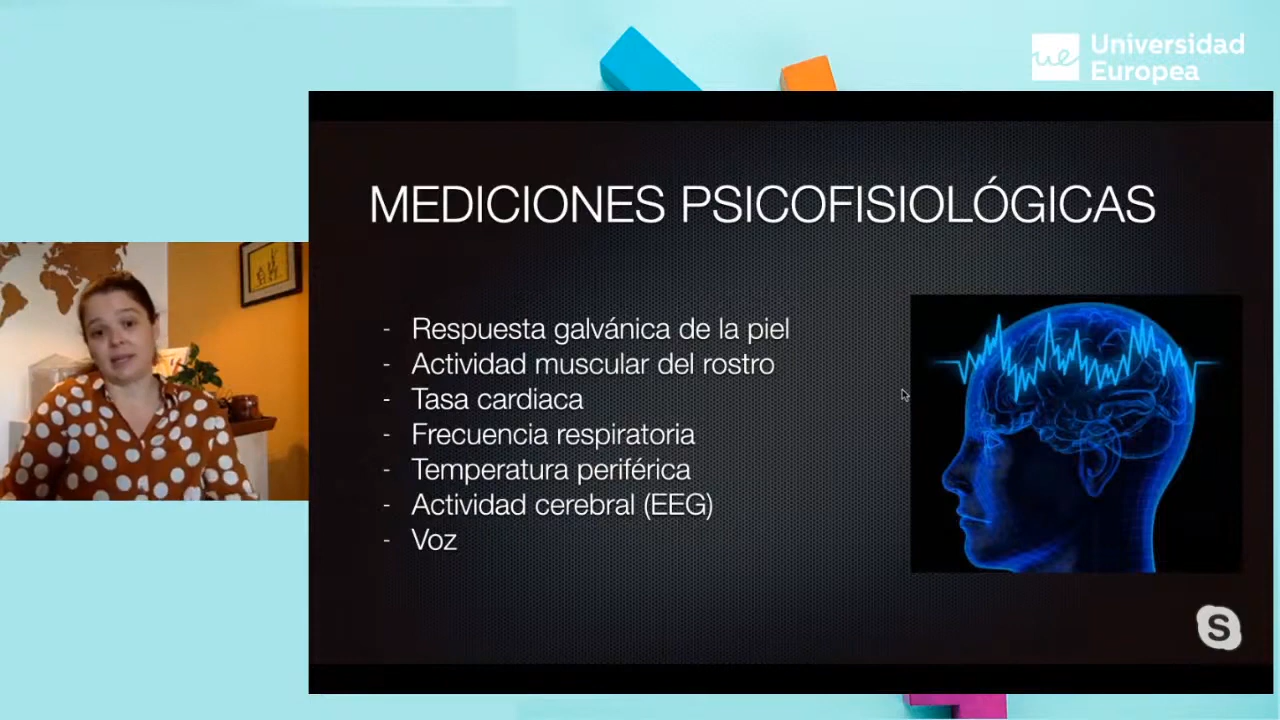 Universidad
Europea
MEDICIONES PSICOFISIOLÓGICAS
- Respuesta galvánica de la piel
- Actividad muscular del rostro
- Tasa cardiaca
- Frecuencia respiratoria
- Temperatura periférica
- Actividad cerebral (EEG)
- Voz
S